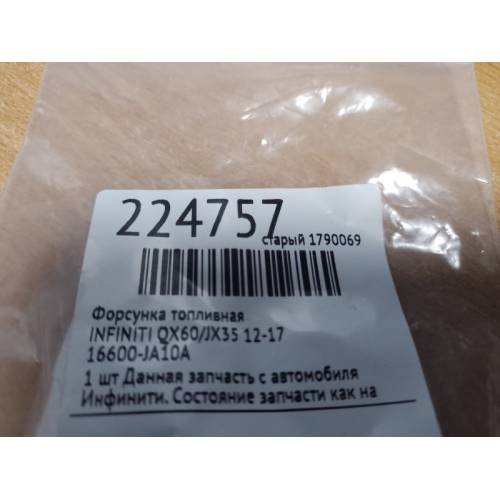 224757
старый 1790069
Форсунка топливная
INFINITI QX60/JX35 12-17
16600-JA10A
1 шт Данная запчасть с автомобиля
Инфинити. Состояние запчасти как на